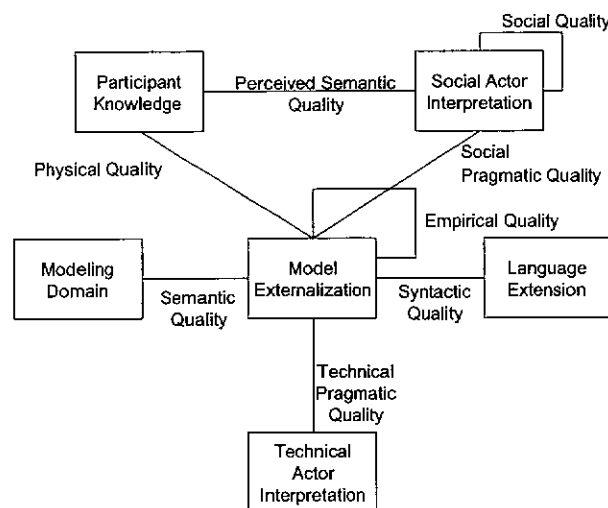 Social Quality
Participant
Knowledge
Perceived Semantic
Quality
Social Actor
Interpretation
Physical Quality
Social
Pragmatic Quality
Empirical Quality
Modeling
Domain
Semantic
Quality
Model
Externalization
Syntactic
Quality
Language
Extension
Technical
Pragmatic
Quality
Technical
Actor
Interpretation